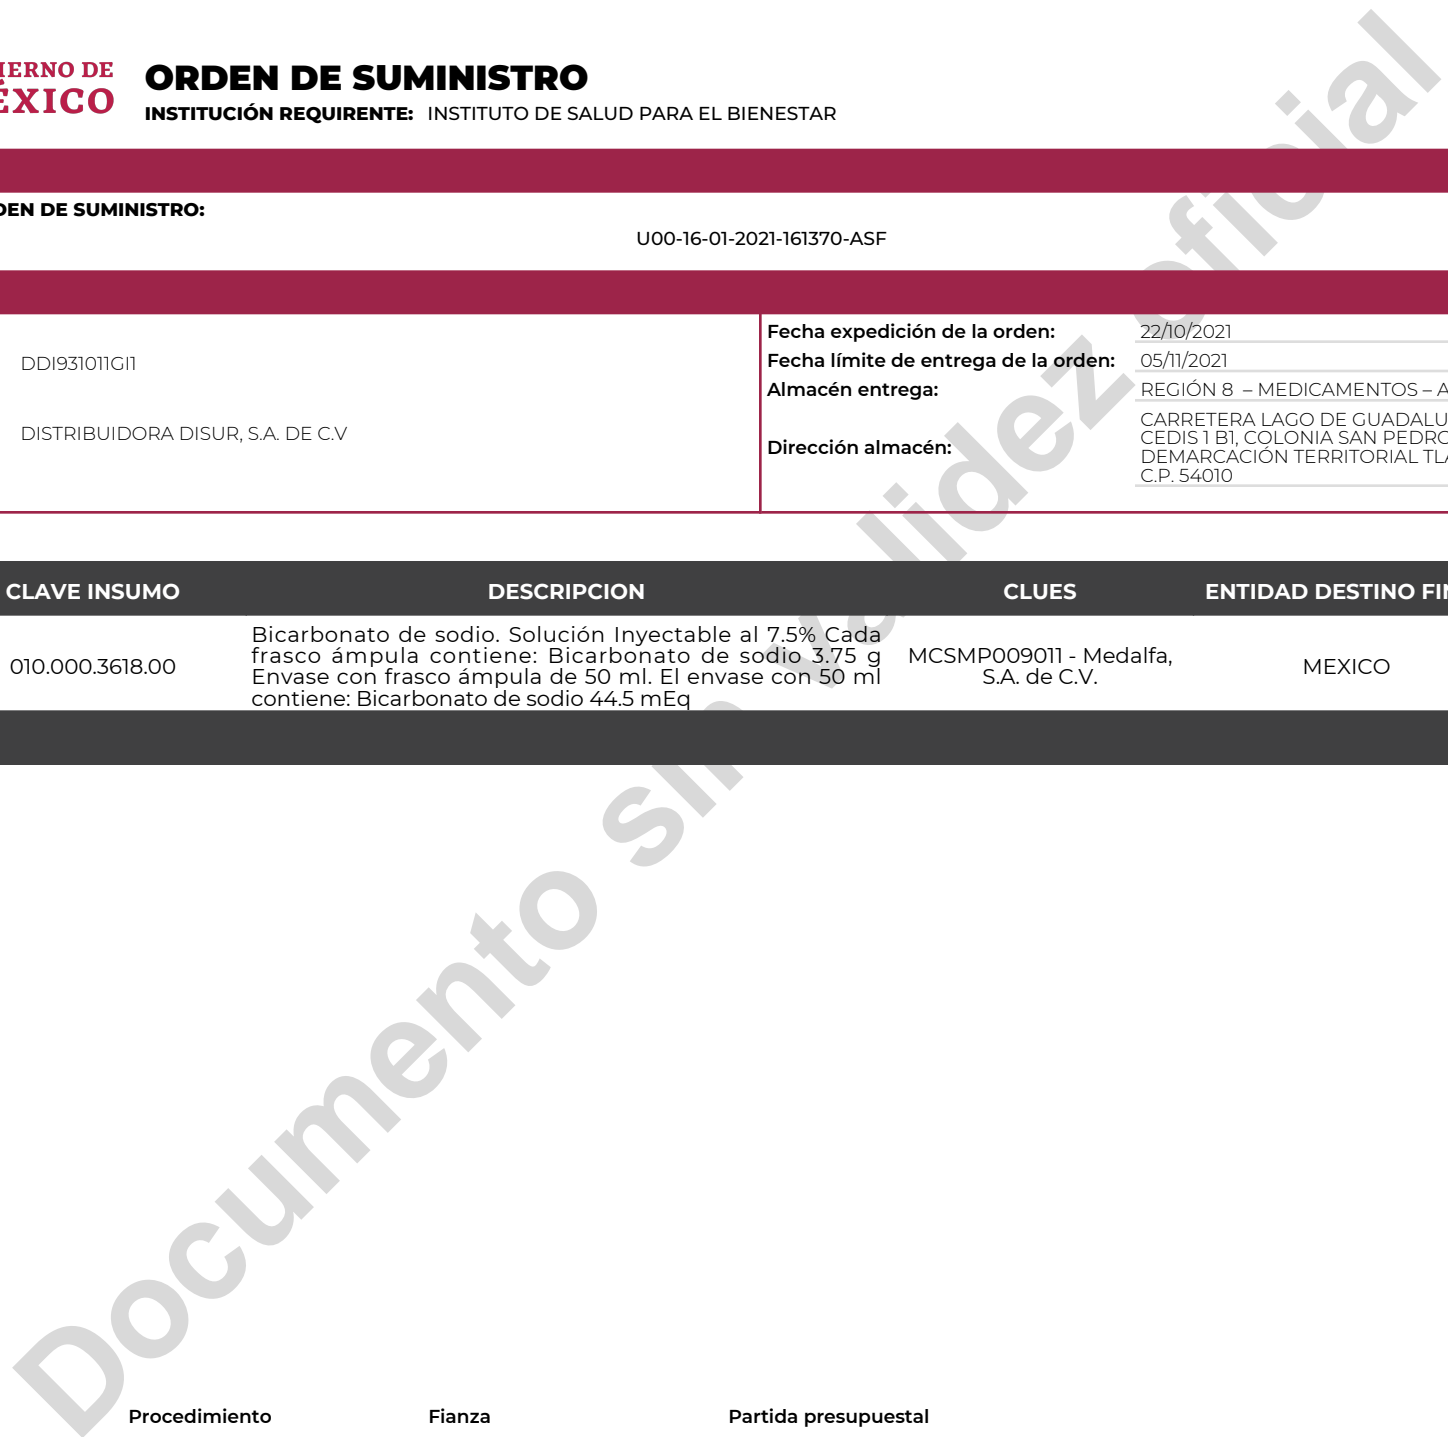 IERNO DE
ÉXICO
ORDEN DE SUMINISTRO
INSTITUCIÓN REQUIRENTE: INSTITUTO DE SALUD PARA EL BIENESTAR
DEN DE SUMINISTRO:
U00-16-01-2021-161370-ASF
DDI931011GI1
DISTRIBUIDORA DISUR, S.A. DE C.V
Fecha expedición de la orden: 22/10/2021
Fecha límite de entrega de la orden: 05/11/2021
Almacén entrega: REGIÓN 8 – MEDICAMENTOS – A
Dirección almacén:
CARRETERA LAGO DE GUADALU
CEDIS 1 B1, COLONIA SAN PEDRO
DEMARCACIÓN TERRITORIAL TLA
C.P. 54010
CLAVE INSUMO DESCRIPCION CLUES ENTIDAD DESTINO FIN
010.000.3618.00
Bicarbonato de sodio. Solución Inyectable al 7.5% Cada
frasco ámpula contiene: Bicarbonato de sodio 3.75 g
Envase con frasco ámpula de 50 ml. El envase con 50 ml
contiene: Bicarbonato de sodio 44.5 mEq
MCSMP009011 - Medalfa,
S.A. de C.V.
MEXICO
Documento sin validez oficial
Procedimiento Fianza Partida presupuestal